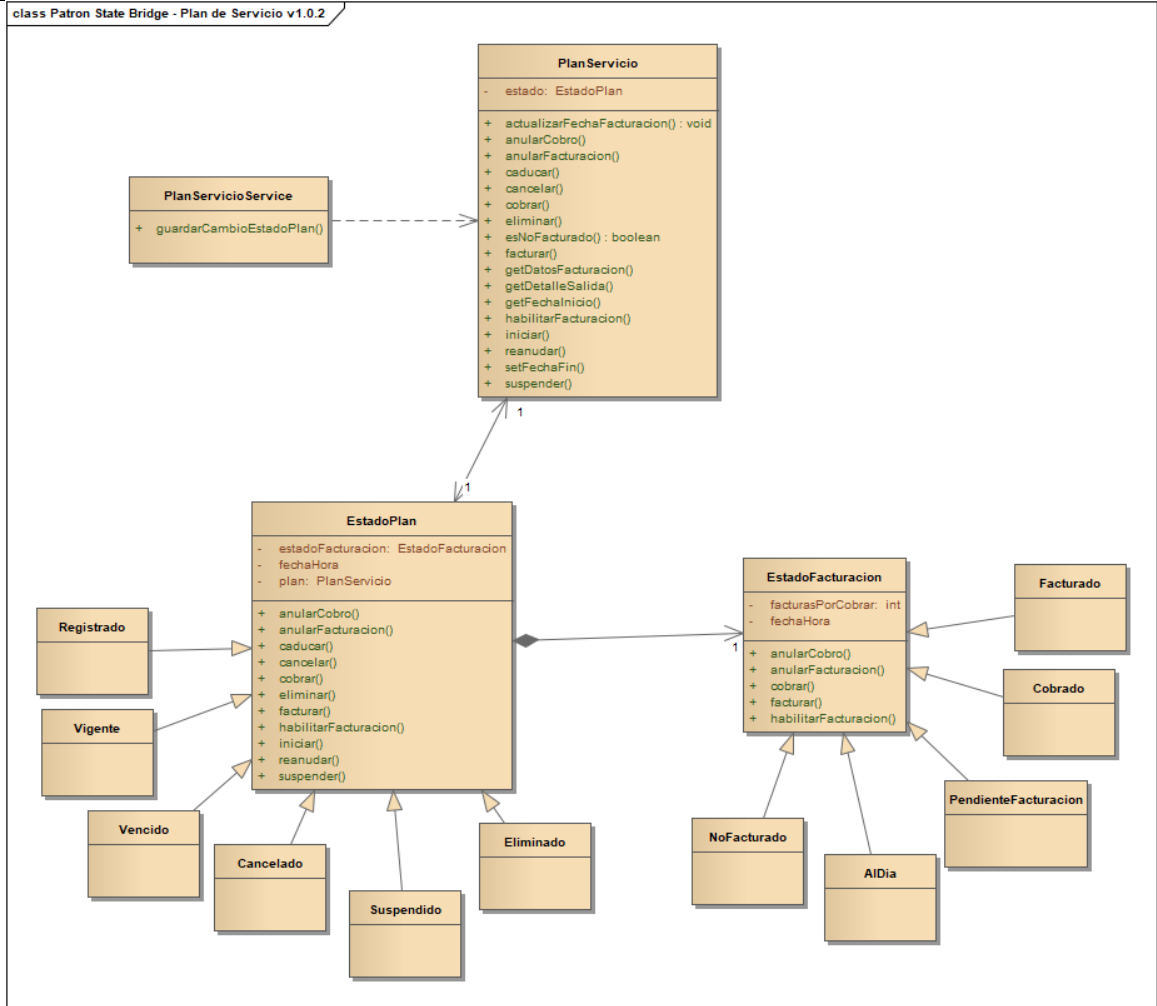 class Patron State Bridge - Plan de Servicio v1.0.2
PlanServicio
- estado: EstadoPlan
+ actualizarFechaFacturacion() : void
+ anularCobro()
+ anularFacturacion()
+ caducar()
+ cancelar()
+ cobrar()
+ eliminar()
+ esNoFacturado() : boolean
+ facturar()
+ getDatosFacturacion()
+ getDetalleSalida()
+ getFechaInicio()
+ habilitarFacturacion()
+ iniciar()
+ reanudar()
+ setFechaFin()
+ suspender()
PlanServicioService
+ guardarCambioEstadoPlan()
1
1
EstadoPlan
- estadoFacturacion: EstadoFacturacion
- fechaHora
- plan: PlanServicio
+ anularCobro()
+ anularFacturacion()
+ caducar()
+ cancelar()
+ cobrar()
+ eliminar()
+ facturar()
+ habilitarFacturacion()
+ iniciar()
+ reanudar()
+ suspender()
1
EstadoFacturacion
- facturasPorCobrar: int
- fechaHora
+ anularCobro()
+ anularFacturacion()
+ cobrar()
+ facturar()
+ habilitarFacturacion()
Facturado
Cobrado
PendienteFacturacion
AlDia
NoFacturado
Registrado
Vigente
Vencido
Cancelado
Suspendido
Eliminado